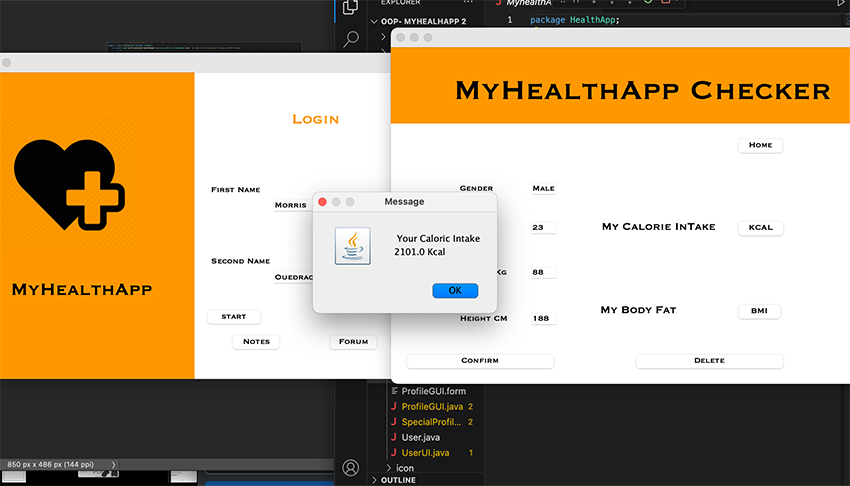 EXPLORER
MyhealthA
OOP- MYHEALHAPP 2
1 package HealthApp;
MyHealthApp Checker
Login
Home
First Name
Morris
Gender
Male
23
My Calorie InTake
KCAL
Message
Your Caloric Intake
2101.0 Kcal
OK
Second Name
Ouedrac
Kg
88
MyHealthApp
START
Height CM
188
My Body Fat
BMI
Notes
Forum
Confirm
Delete
ProfileGUI.form
J ProfileGUI.java 2
J SpecialProfil... 2
J User.java
J UserUI.java 1
icon
OUTLINE
850 px x 486 px (144 ppi)